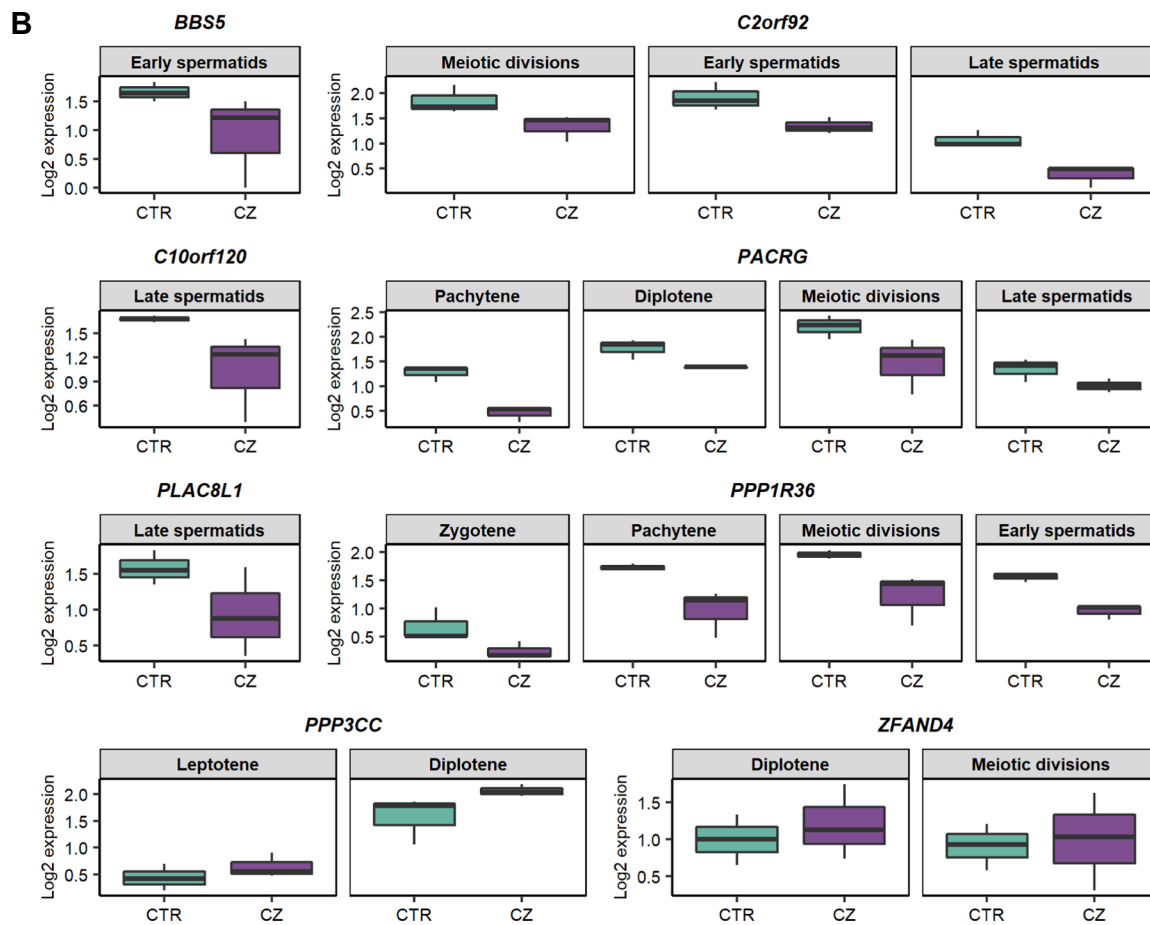 B
BBS5 C2orf92
Early spermatids Meiotic divisions Early spermatids Late spermatids
Log2 expression
1.5
1.0
0.5
0.0
Log2 expression
2.0
1.5
1.0
0.5
CTR CZ CTR CZ CTR CZ CTR CZ
C10orf120 PACRG
Late spermatids Pachytene Diplotene Meiotic divisions Late spermatids
Log2 expression
1.5
1.2
0.9
0.6
Log2 expression
2.5
2.0
1.5
1.0
0.5
CTR CZ CTR CZ CTR CZ CTR CZ CTR CZ
PLAC8L1 PPP1R36
Late spermatids Zygotene Pachytene Meiotic divisions Early spermatids
Log2 expression
1.5
1.0
0.5
Log2 expression
2.0
1.5
1.0
0.5
CTR CZ CTR CZ CTR CZ CTR CZ CTR CZ
PPP3CC ZFAND4
Leptotene Diplotene Diplotene Meiotic divisions
Log2 expression
2.0
1.5
1.0
0.5
Log2 expression
1.5
1.0
0.5
CTR CZ CTR CZ CTR CZ CTR CZ